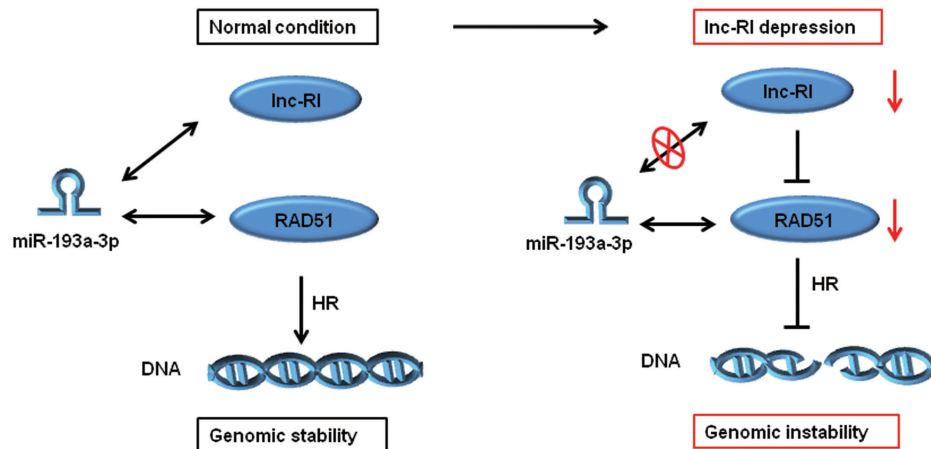 Normal condition
lnc-RI depression
lnc-RI
lnc-RI
miR-193a-3p
RAD51
miR-193a-3p
RAD51
HR
HR
DNA
DNA
Genomic stability
Genomic instability